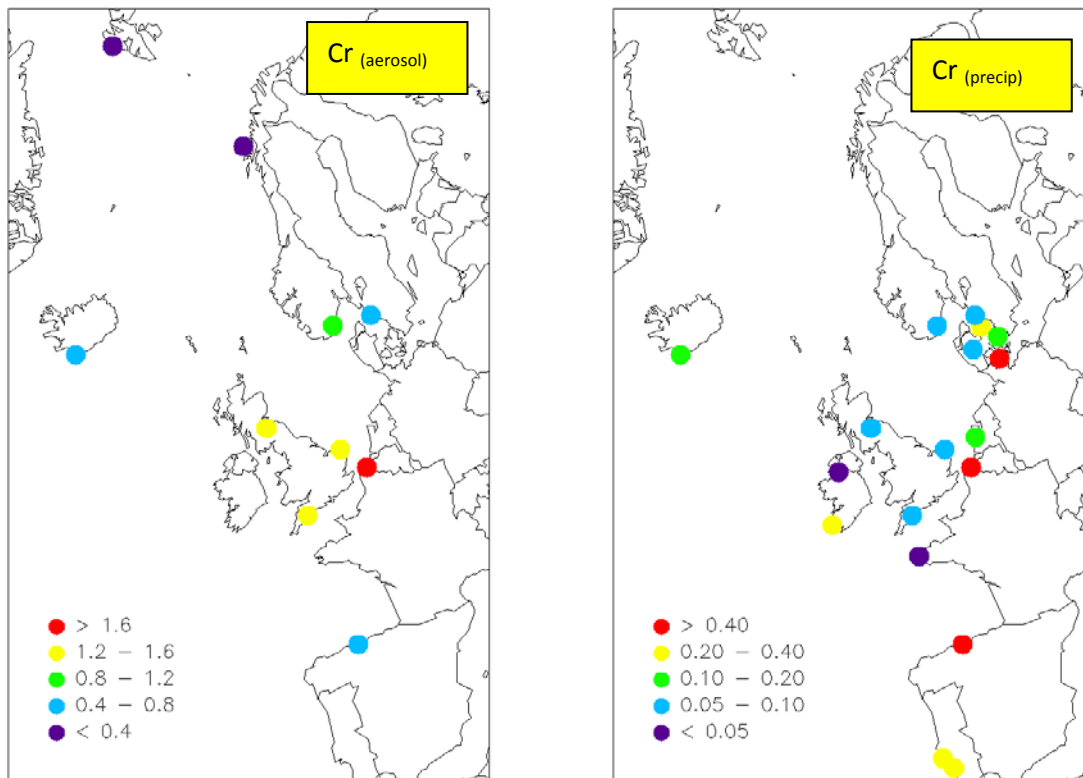 Cr (aerosol)
> 1.6
1.2 – 1.6
0.8 – 1.2
0.4 – 0.8
< 0.4
Cr (precip)
> 0.40
0.20 – 0.40
0.10 – 0.20
0.05 – 0.10
< 0.05